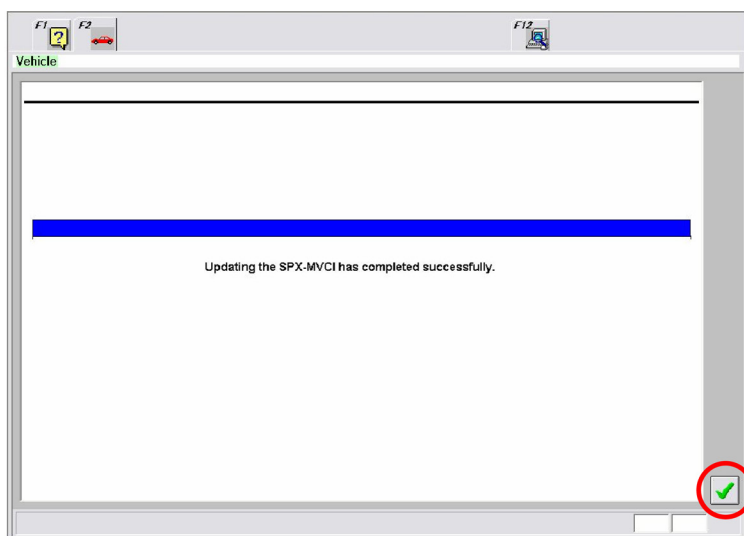 F1 F2 F12
?
Vehicle
Updating the SPX-MVCI has completed successfully.